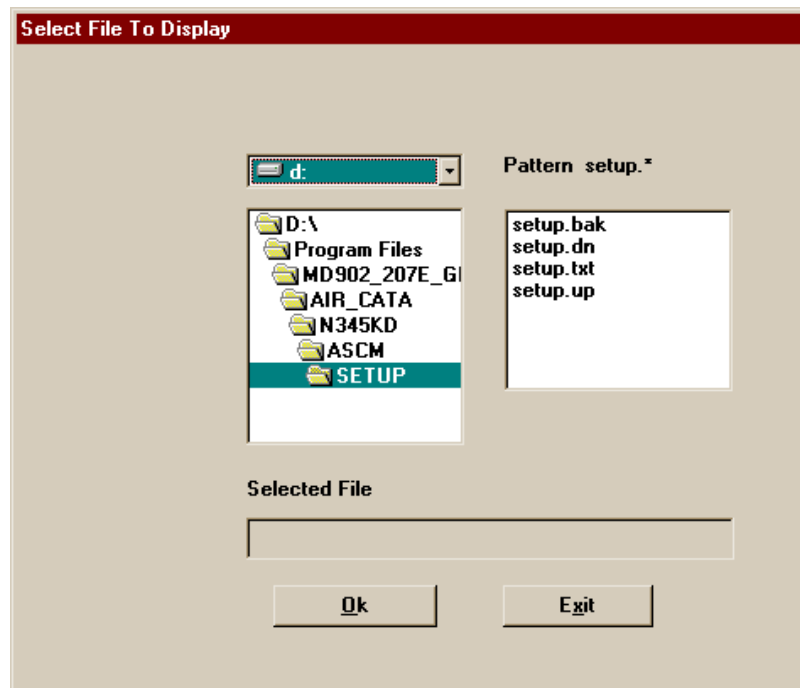 Select File To Display
d:
Pattern setup.*
D:\
Program Files
MD902_207E_G
AIR_CATA
N345KD
ASCM
SETUP
setup.bak
setup.dn
setup.txt
setup.up
Selected File
Ok
Exit